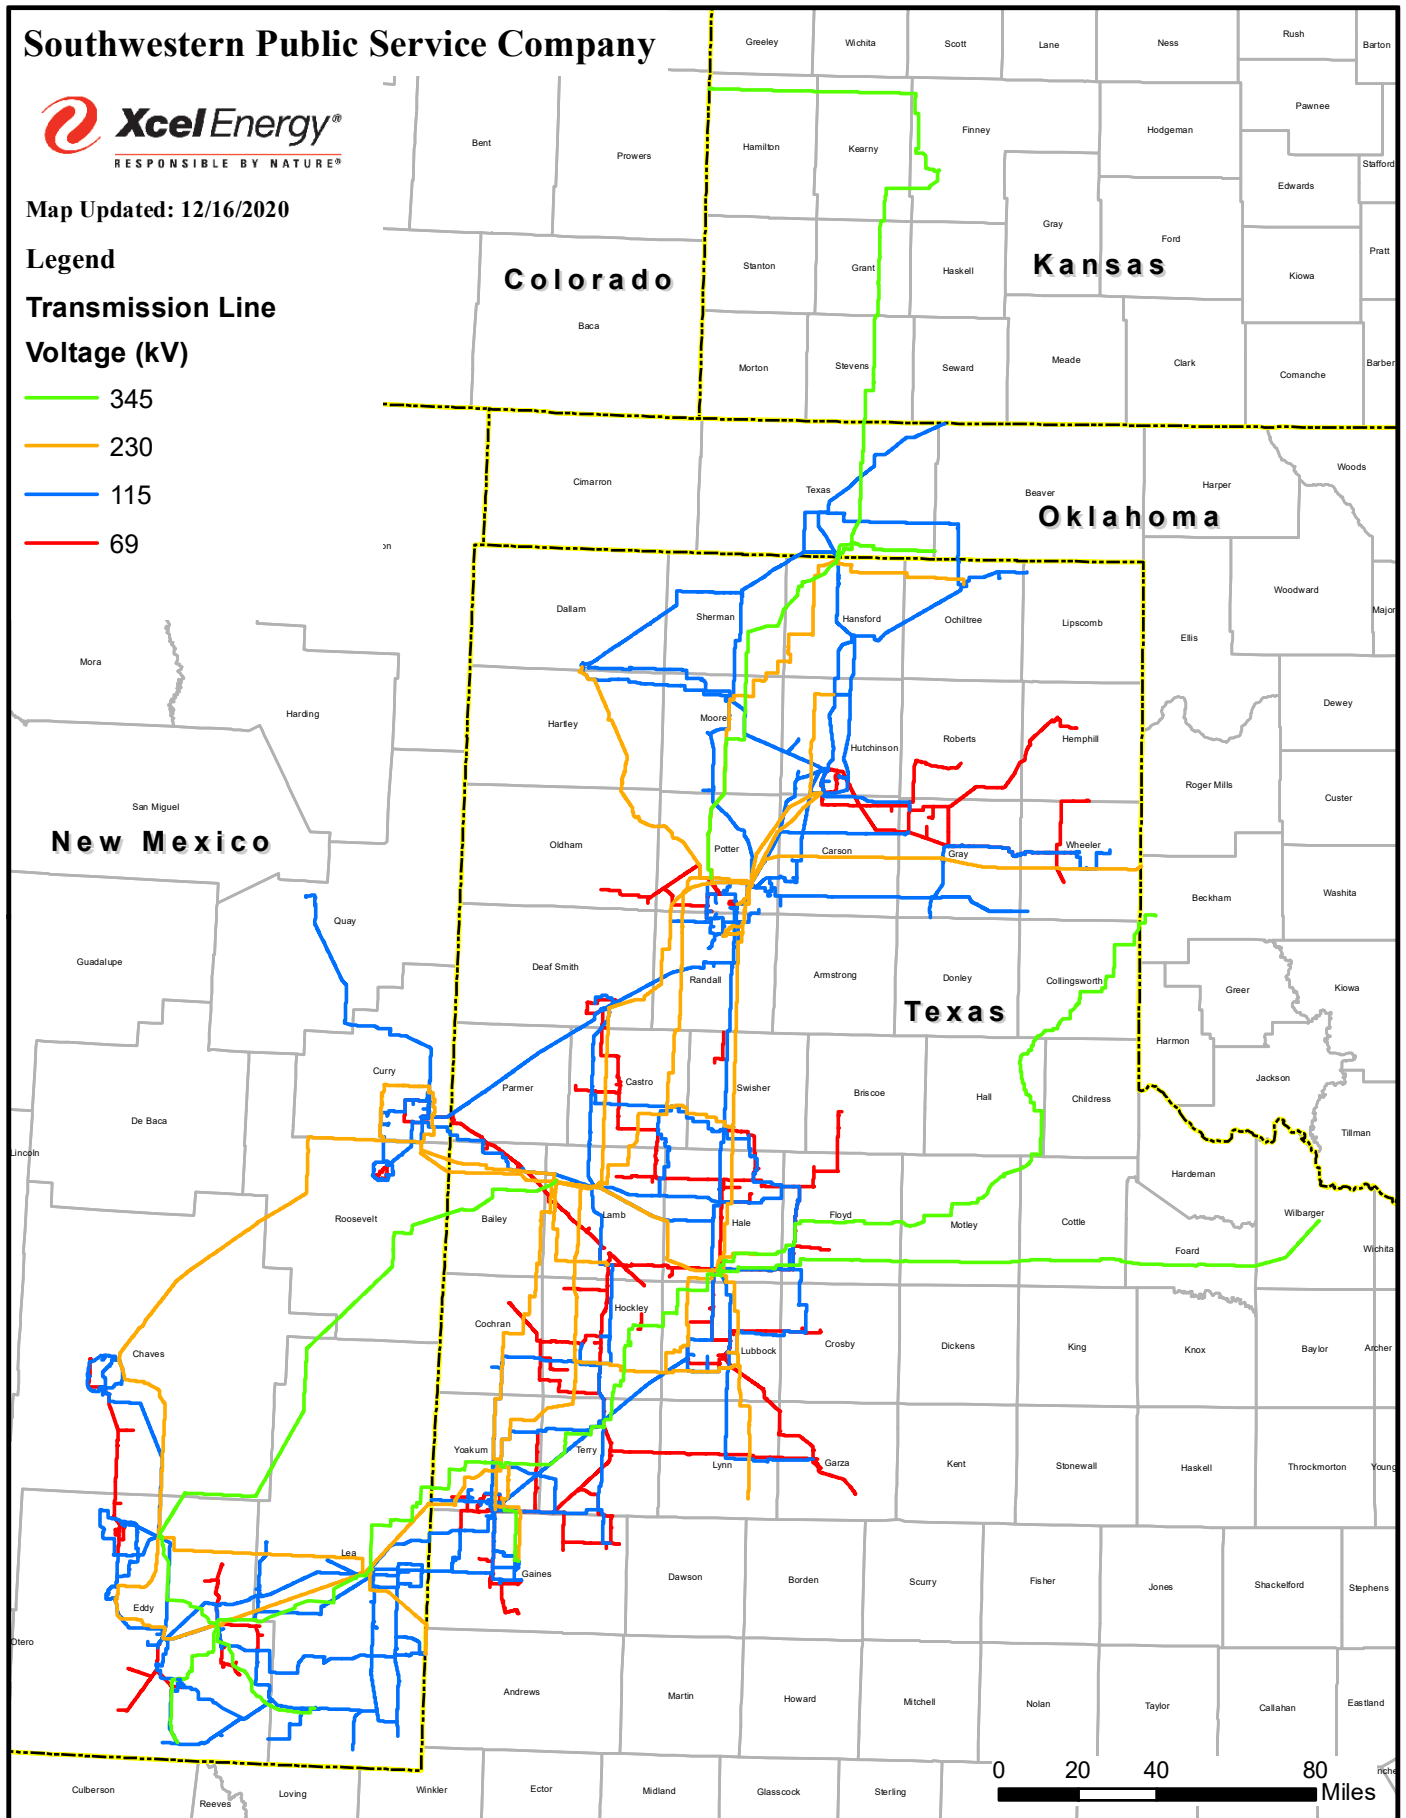 Southwestern Public Service Company
Xcel Energy®
RESPONSIBLE BY NATURE®
Map Updated: 12/16/2020
Legend
Transmission Line
Voltage (kV)
345
230
115
69
Greeley
Wichita
Scott
Lane
Ness
Rush
Barton
Pawnee
Bent
Prowers
Hamilton
Kearny
Finney
Hodgeman
Stafford
Edwards
Gray
Ford
Pratt
Colorado
Stanton
Grant
Haskell
Kansas
Kiowa
Baca
Morton
Stevens
Seward
Meade
Clark
Comanche
Barber
Cimarron
Texas
Beaver
Harper
Woods
Oklahoma
on
Woodward
Major
Dallam
Sherman
Hansford
Ochiltree
Lipscomb
Ellis
Mora
Harding
Hartley
Moore
Hutchinson
Roberts
Hemphill
Dewey
San Miguel
Roger Mills
Custer
New Mexico
Oldham
Potter
Carson
Gray
Wheeler
Beckham
Washita
Quay
Guadalupe
Deaf Smith
Randall
Armstrong
Donley
Collingsworth
Greer
Kiowa
Texas
Harmon
Curry
Parmer
Castro
Swisher
Briscoe
Hall
Childress
Jackson
De Baca
Tillman
Lincoln
Hardeman
Roosevelt
Bailey
Lamb
Hale
Floyd
Motley
Cottle
Foard
Wilbarger
Wichita
Cochran
Hockley
Lubbock
Crosby
Dickens
King
Knox
Baylor
Archer
Chaves
Yoakum
Terry
Lynn
Garza
Kent
Stonewall
Haskell
Throckmorton
Young
Lea
Gaines
Dawson
Borden
Scurry
Fisher
Jones
Shackelford
Stephens
Eddy
Otero
Andrews
Martin
Howard
Mitchell
Nolan
Taylor
Callahan
Eastland
Culberson
Reeves
Loving
Winkler
Ector
Midland
Glasscock
Sterling
0 20 40 80
Miles